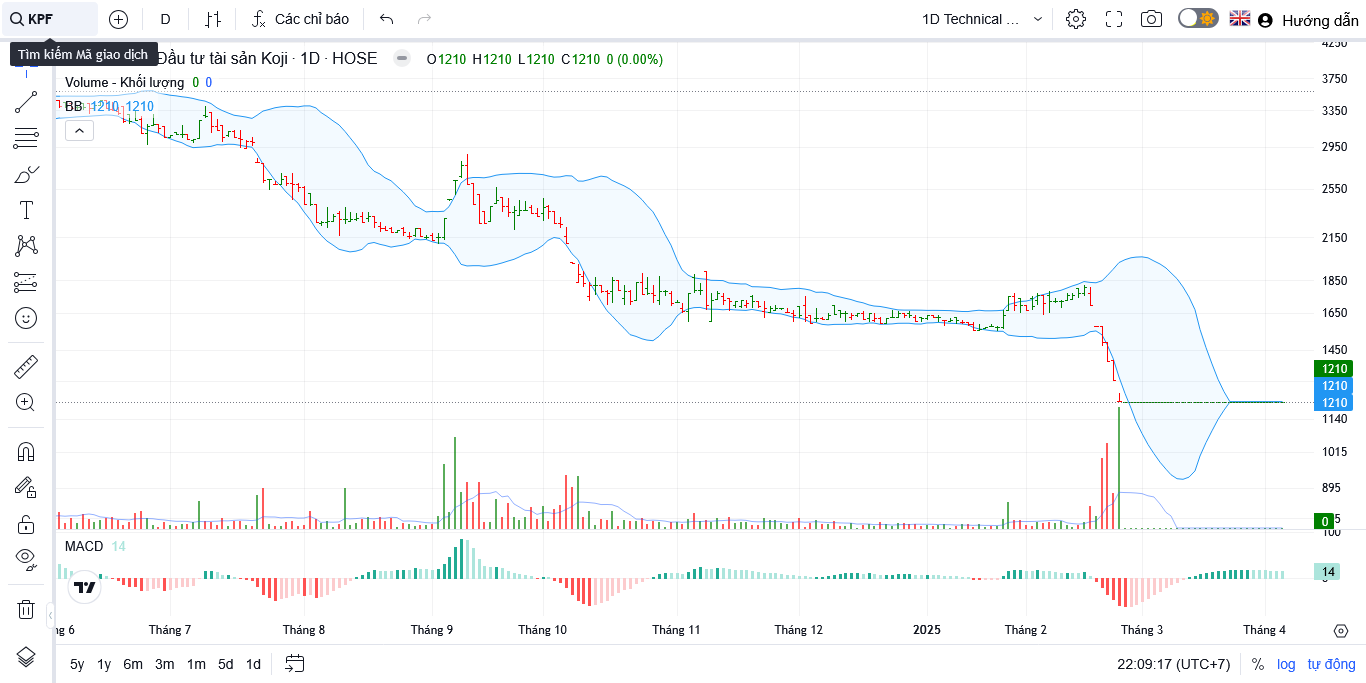 KPF
D
Các chỉ báo
1D Technical ...
Hướng dẫn
Tìm kiếm Mã giao dịch
Đầu tư tài sản Koji · 1D · HOSE
O1210 H1210 L1210 C1210 0 (0.00%)
Volume - Khối lượng 0 0
BB 1210 1210
4250
3750
3350
2950
2550
2150
1850
1650
1450
1210
1210
1210
1140
1015
895
0
5
100
MACD 14
14
Tháng 7
Tháng 8
Tháng 9
Tháng 10
Tháng 11
Tháng 12
2025
Tháng 2
Tháng 3
Tháng 4
ng 6
5y 1y 6m 3m 1m 5d 1d
22:09:17 (UTC+7)
% log tự động